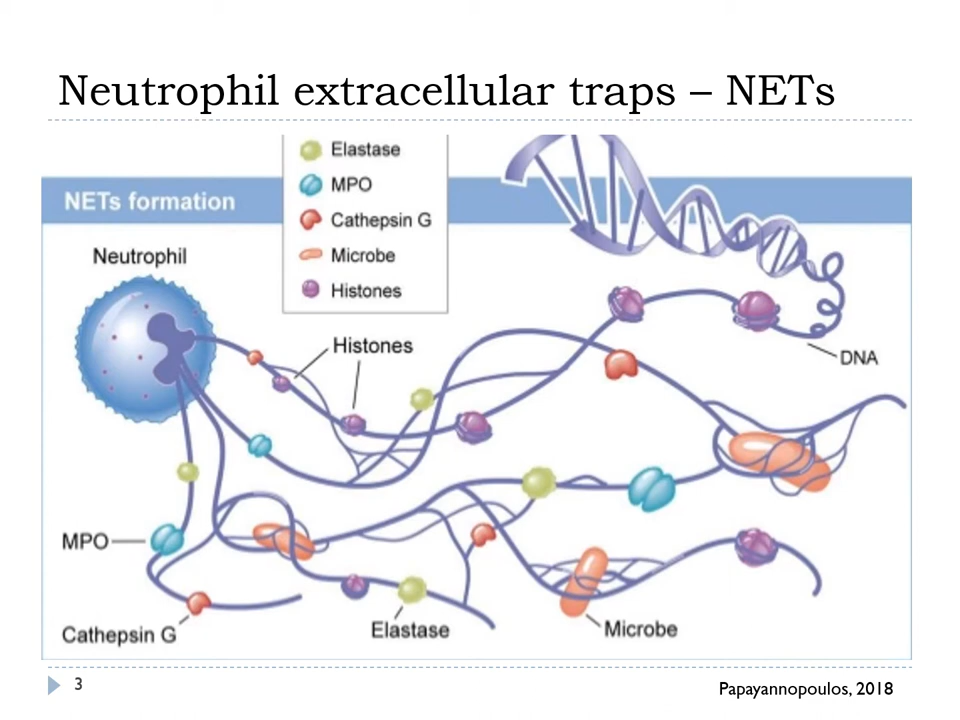 Neutrophil extracellular traps – NETs
Elastase
MPO
NETs formation
Cathepsin G
Microbe
Neutrophil
Histones
Histones
DNA
MPO
Cathepsin G
Elastase
Microbe
3
Papayannopoulos, 2018